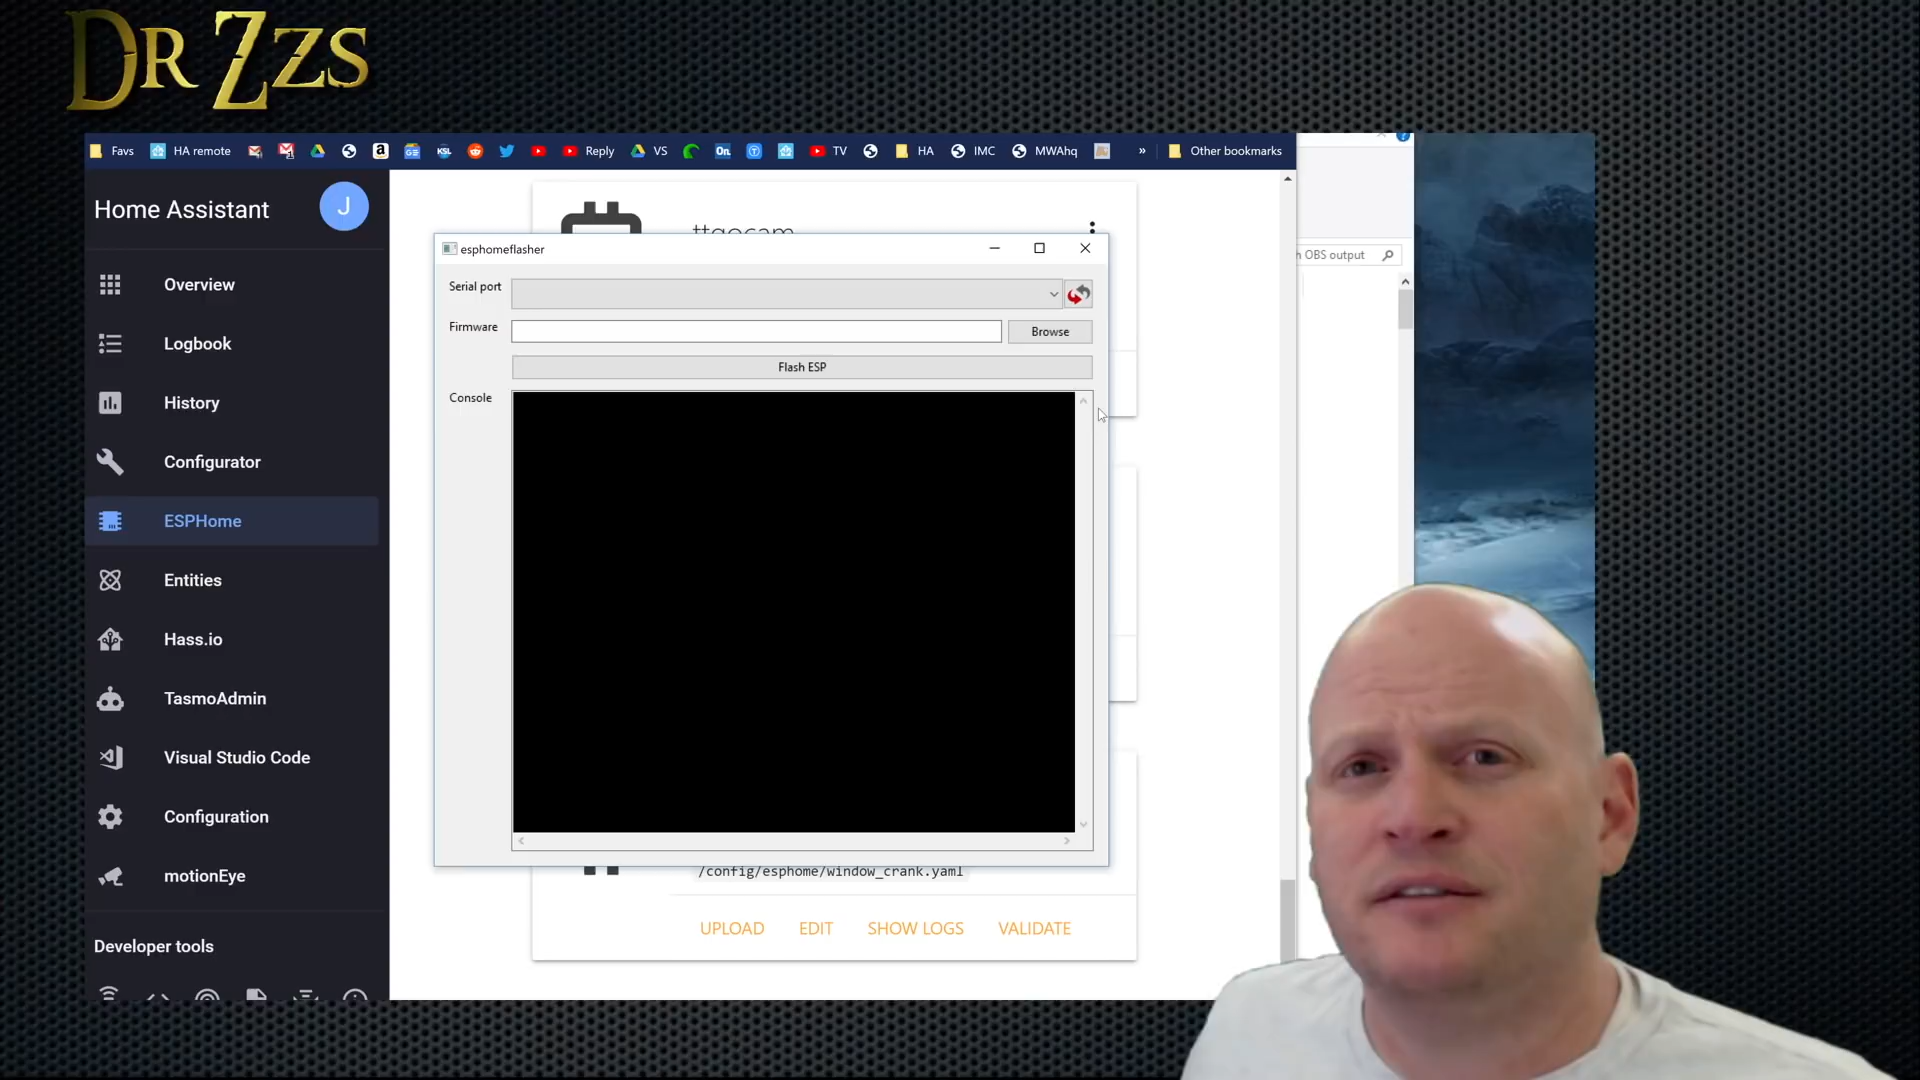 DR ZZS
Favs
HA remote
Reply
VS
On
TV
HA
IMC
MWAhq
»
Other bookmarks
Home Assistant
J
ttgocam
esphomeflasher
Serial port
OBS output
Firmware
Browse
Flash ESP
Console
Overview
Logbook
History
Configurator
ESPHome
Entities
Hass.io
TasmoAdmin
Visual Studio Code
Configuration
motionEye
Developer tools
/config/esphome/window_crank.yaml
UPLOAD
EDIT
SHOW LOGS
VALIDATE